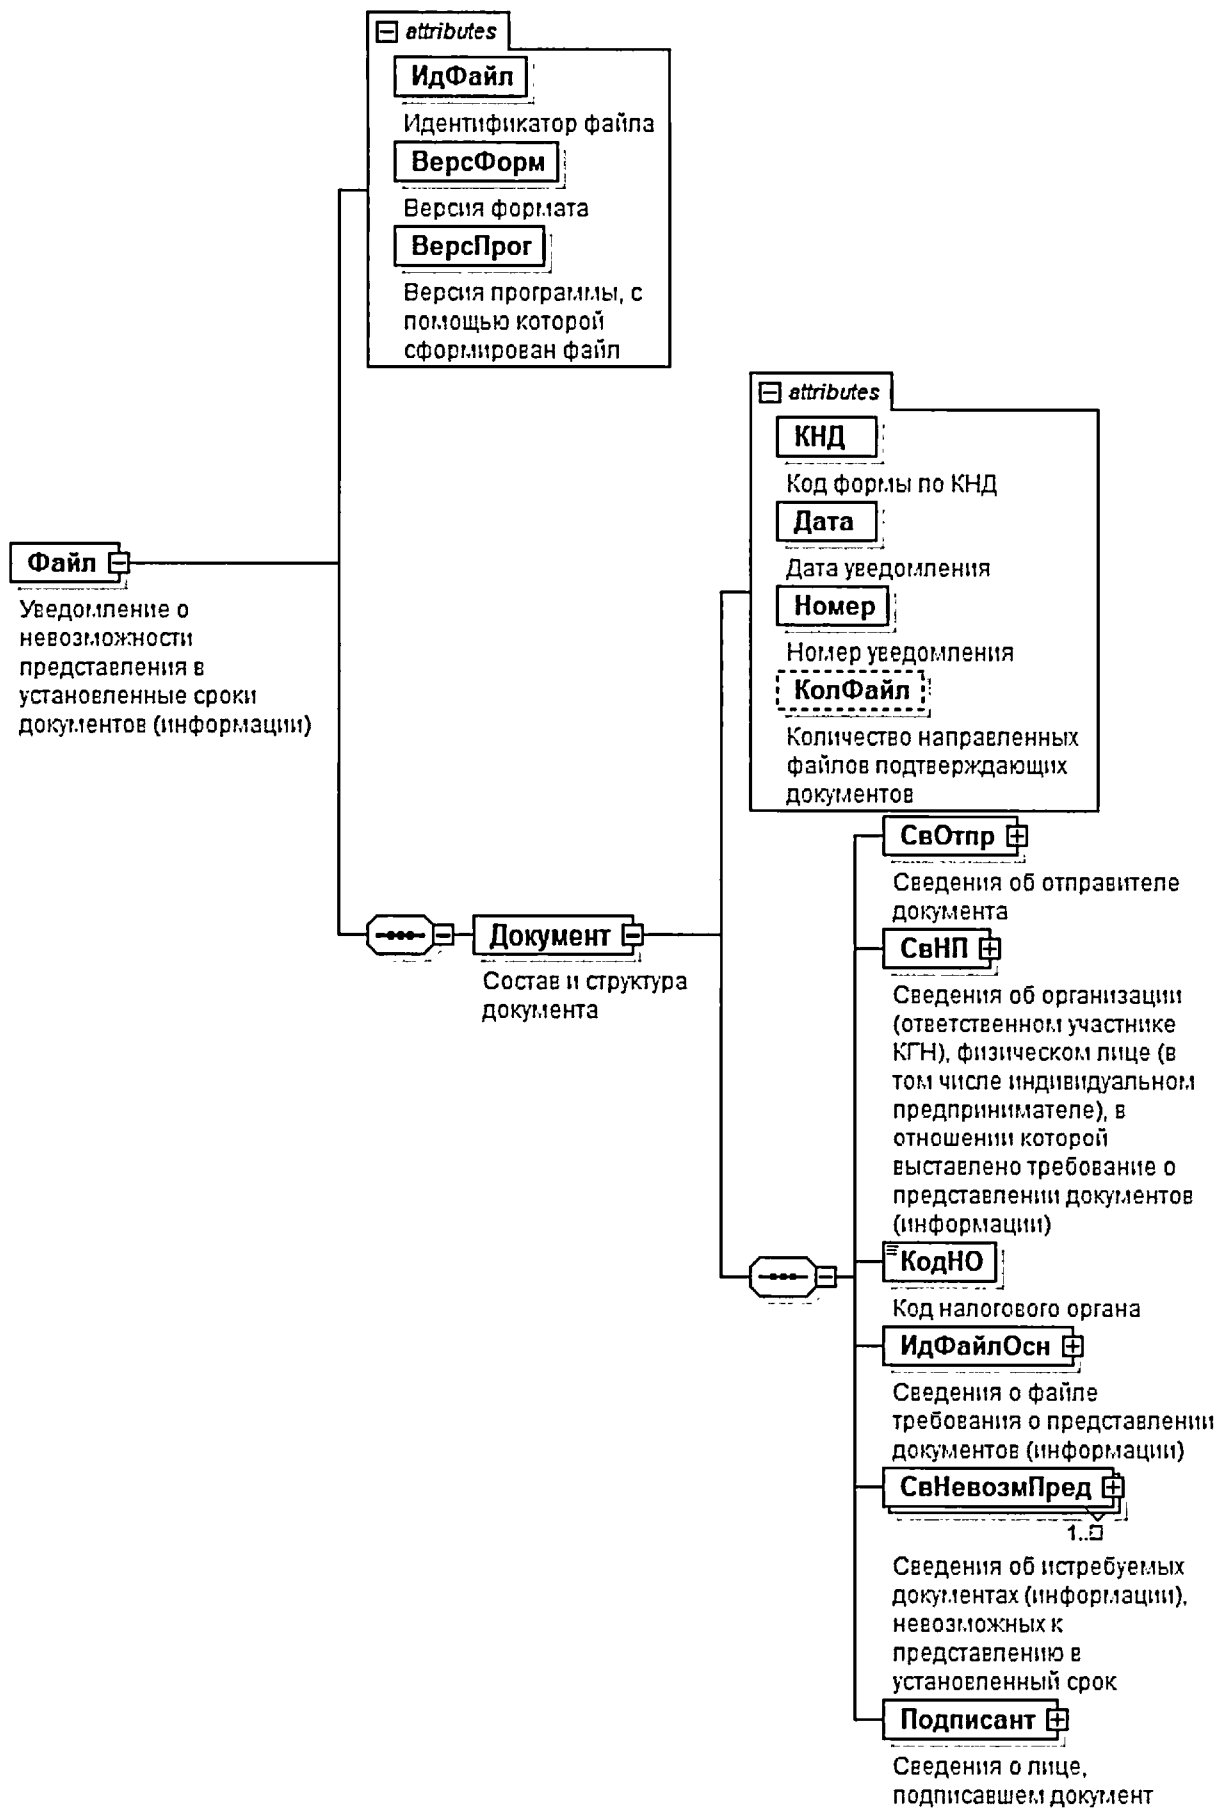 attributes
ИдФайл
Идентификатор файла
ВерсФорм
Версия формата
ВерсПрог
Версия программы, с
помощью которой
сформирован файл
Файл
Уведомление о
невозможности
представления в
установленные сроки
документов (информации)
attributes
КНД
Код формы по КНД
Дата
Дата уведомления
Номер
Номер уведомления
КолФайл
Количество направленных
файлов подтверждающих
документов
Документ
Состав и структура
документа
СвОтпр
Сведения об отправителе
документа
СвНП
Сведения об организации
(ответственном участнике
КГН), физическом лице (в
том числе индивидуальном
предпринимателе), в
отношении которой
выставлено требование о
представлении документов
(информации)
КодНО
Код налогового органа
ИдФайлОсн
Сведения о файле
требования о представлении
документов (информации)
СвНевозмПред
1..
Сведения об истребуемых
документах (информации),
невозможных к
представлению в
установленный срок
Подписант
Сведения о лице,
подписавшем документ